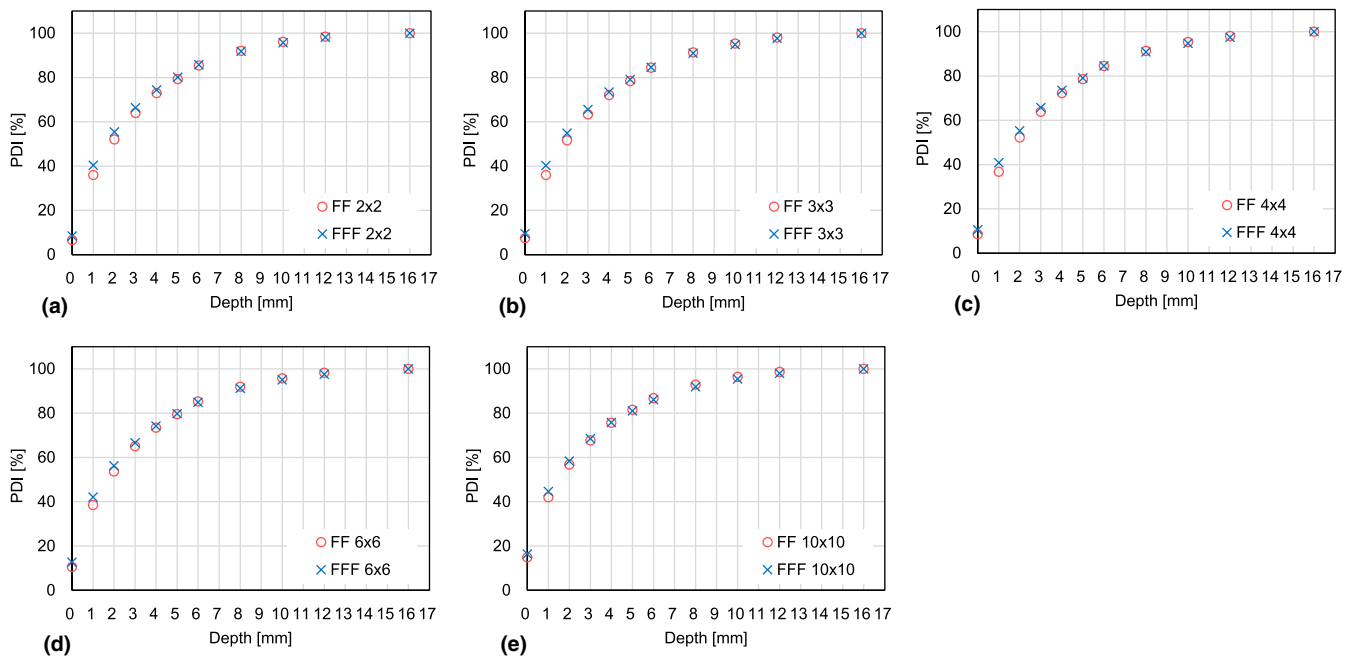 PDI [%]
100
80
60
40
20
0
FF 2x2
FFF 2x2
0 1 2 3 4 5 6 7 8 9 10 11 12 13 14 15 16 17
Depth [mm]
(a)
PDI [%]
100
80
60
40
20
0
FF 3x3
FFF 3x3
0 1 2 3 4 5 6 7 8 9 10 11 12 13 14 15 16 17
Depth [mm]
(b)
PDI [%]
100
80
60
40
20
0
FF 4x4
FFF 4x4
0 1 2 3 4 5 6 7 8 9 10 11 12 13 14 15 16 17
Depth [mm]
(c)
PDI [%]
100
80
60
40
20
0
FF 6x6
FFF 6x6
0 1 2 3 4 5 6 7 8 9 10 11 12 13 14 15 16 17
Depth [mm]
(d)
PDI [%]
100
80
60
40
20
0
FF 10x10
FFF 10x10
0 1 2 3 4 5 6 7 8 9 10 11 12 13 14 15 16 17
Depth [mm]
(e)